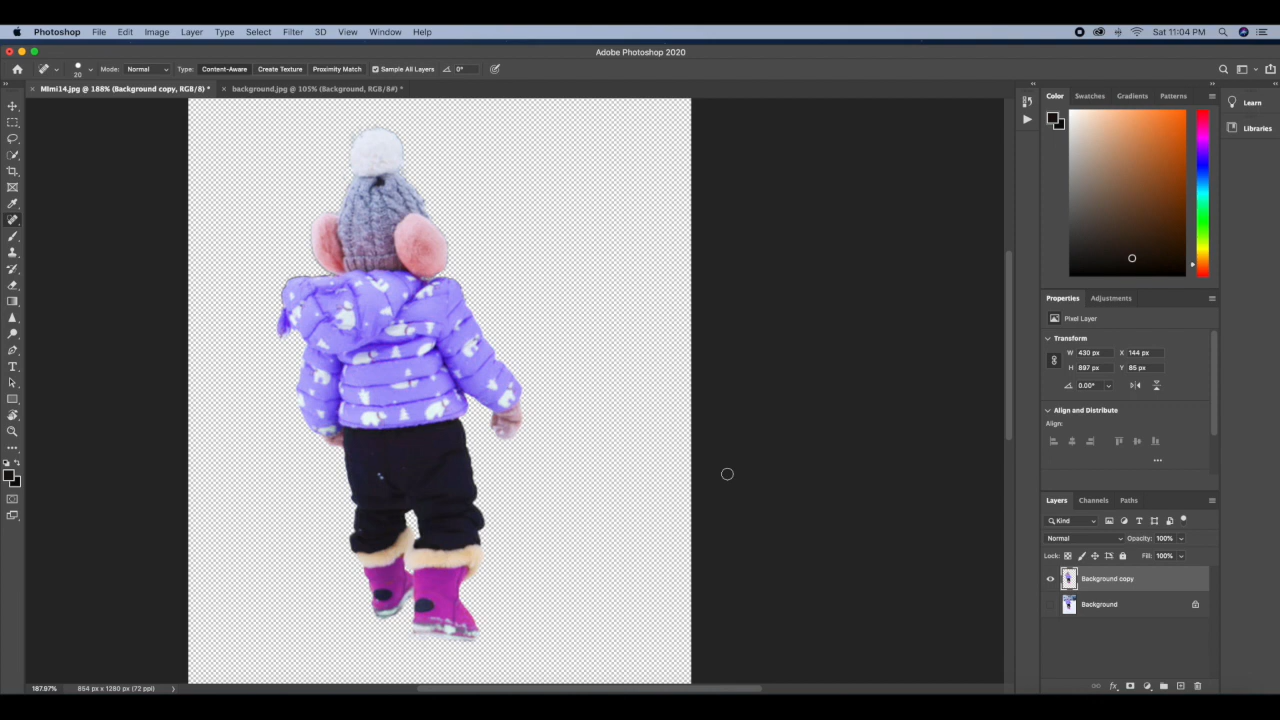 Photoshop File Edit Image Layer Type Select Filter 3D View Window Help Sat 11:04 PM
Adobe Photoshop 2020
20 Mode: Normal Type: Content-Aware Create Texture Proximity Match Sample All Layers 0°
Mimi14.jpg @ 188% (Background copy, RGB/8) * background.jpg @ 105% (Background, RGB/8#) *
Color Swatches Gradients Patterns
Learn
Libraries
Properties Adjustments
Pixel Layer
Transform
W 430 px X 144 px
H 897 px Y 85 px
0.00°
Align and Distribute
Align:
Layers Channels Paths
Kind
Normal Opacity: 100%
Lock: Fill: 100%
Background copy
Background
187.97% 854 px x 1280 px (72 ppi)